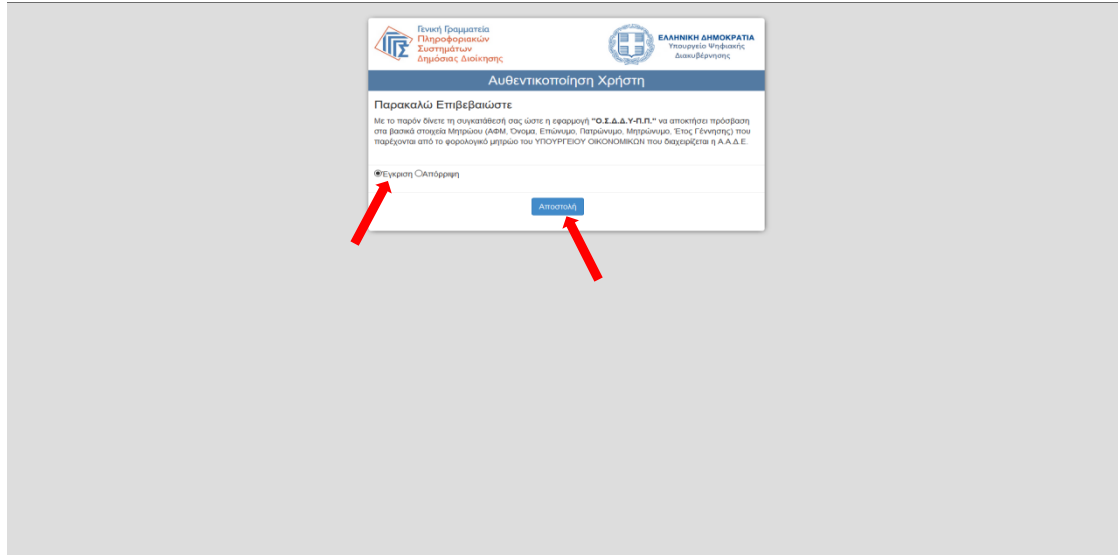 Γενική Γραμματεία
Πληροφοριακών
Συστημάτων
Δημόσιας Διοίκησης
ΕΛΛΗΝΙΚΗ ΔΗΜΟΚΡΑΤΙΑ
Υπουργείο Ψηφιακής
Διακυβέρνησης
Αυθεντικοποίηση Χρήστη
Παρακαλώ Επιβεβαιώστε
Με το παρόν δίνετε τη συγκατάθεσή σας ώστε η εφαρμογή "Ο.Σ.Δ.Δ.Υ-Π.Π." να αποκτήσει πρόσβαση
στα βασικά στοιχεία Μητρώου (ΑΦΜ, Όνομα, Επώνυμο, Πατρώνυμο, Μητρώνυμο, Έτος Γέννησης) που
παρέχονται από το φορολογικό μητρώο του ΥΠΟΥΡΓΕΙΟΥ ΟΙΚΟΝΟΜΙΚΩΝ που διαχειρίζεται η Α.Α.Δ.Ε.
Έγκριση Απόρριψη
Αποστολή